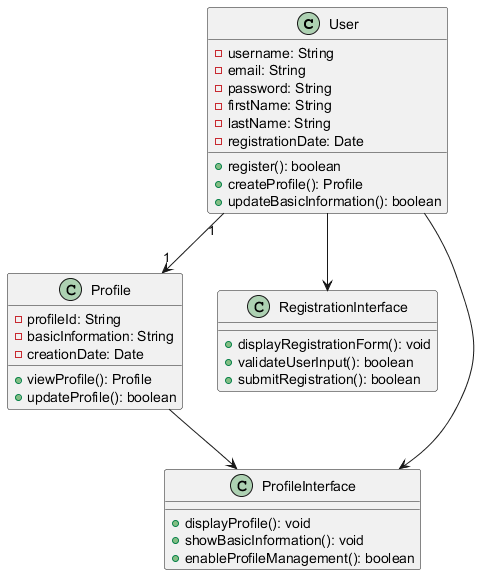 C User
username: String
email: String
password: String
firstName: String
lastName: String
registrationDate: Date
register(): boolean
createProfile(): Profile
updateBasicInformation(): boolean
1
1
C Profile
profileId: String
basicInformation: String
creationDate: Date
viewProfile(): Profile
updateProfile(): boolean
C RegistrationInterface
displayRegistrationForm(): void
validateUserInput(): boolean
submitRegistration(): boolean
C ProfileInterface
displayProfile(): void
showBasicInformation(): void
enableProfileManagement(): boolean